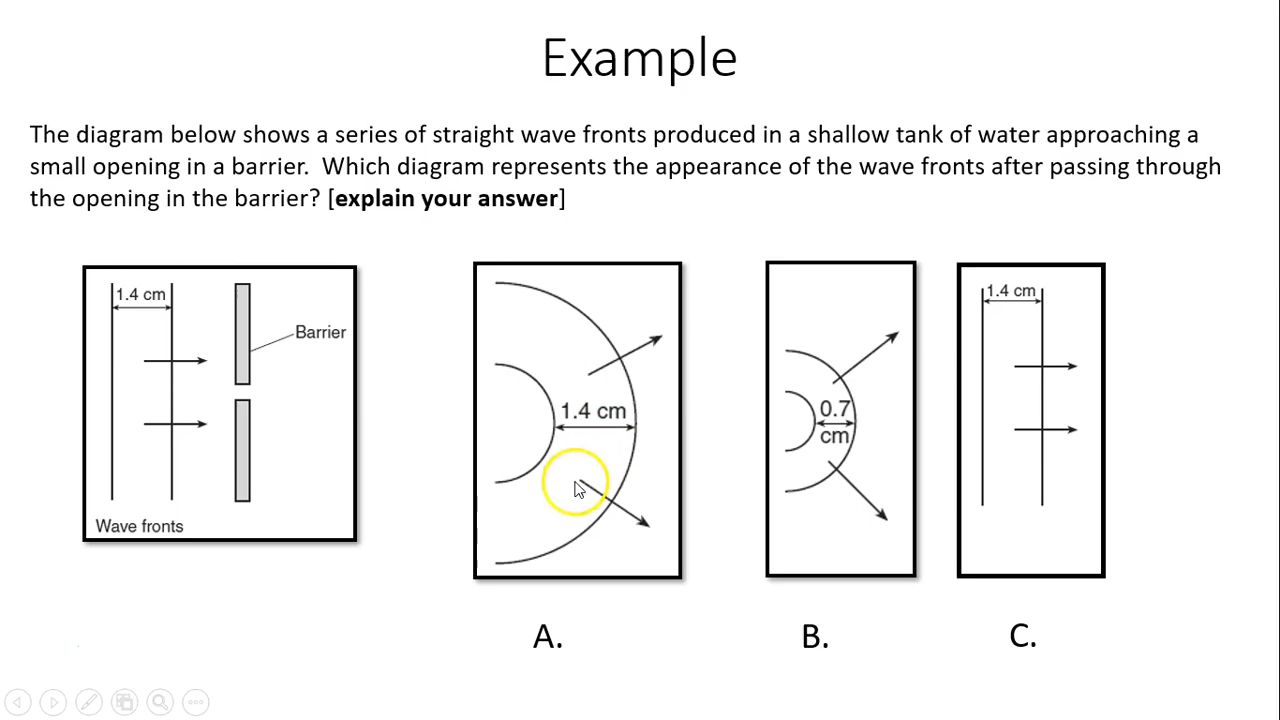 Example
The diagram below shows a series of straight wave fronts produced in a shallow tank of water approaching a
small opening in a barrier. Which diagram represents the appearance of the wave fronts after passing through
the opening in the barrier? [explain your answer]
1.4 cm
Barrier
Wave fronts
1.4 cm
0.7
cm
1.4 cm
A.
B.
C.